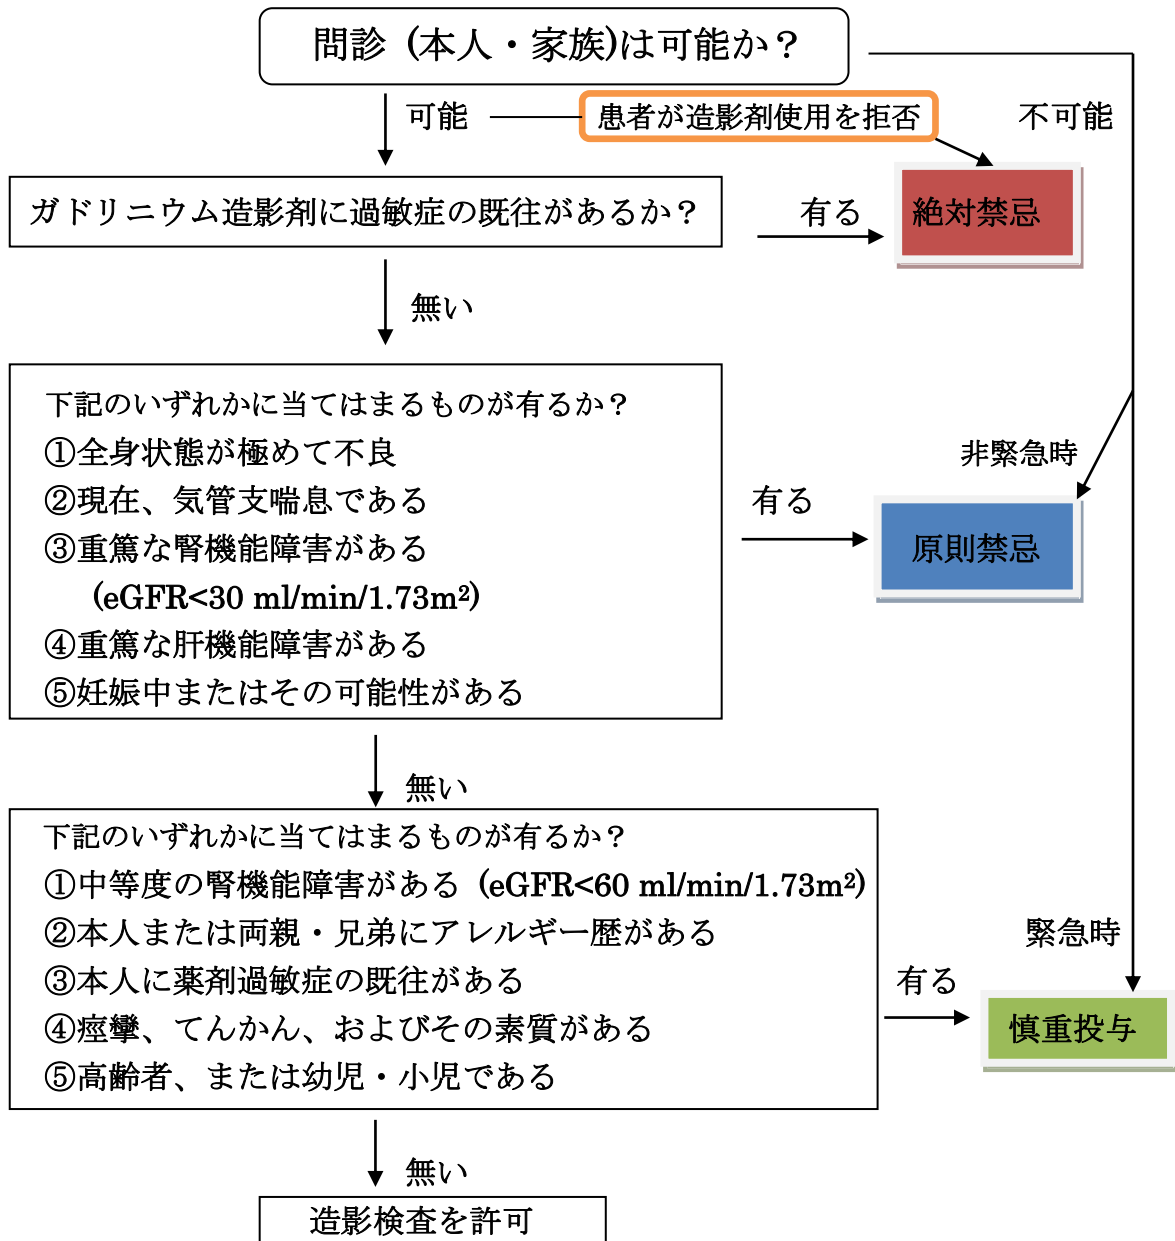 問診 (本人・家族)は可能か？
可能
患者が造影剤使用を拒否
不可能
ガドリニウム造影剤に過敏症の既往があるか？
有る
絶対禁忌
無い
下記のいずれかに当てはまるものが有るか？
①全身状態が極めて不良
②現在、気管支喘息である
③重篤な腎機能障害がある
(eGFR<30 ml/min/1.73m²)
④重篤な肝機能障害がある
⑤妊娠中またはその可能性がある
有る
非緊急時
原則禁忌
無い
下記のいずれかに当てはまるものが有るか？
①中等度の腎機能障害がある (eGFR<60 ml/min/1.73m²)
②本人または両親・兄弟にアレルギー歴がある
③本人に薬剤過敏症の既往がある
④痙攣、てんかん、およびその素質がある
⑤高齢者、または幼児・小児である
有る
緊急時
慎重投与
無い
造影検査を許可